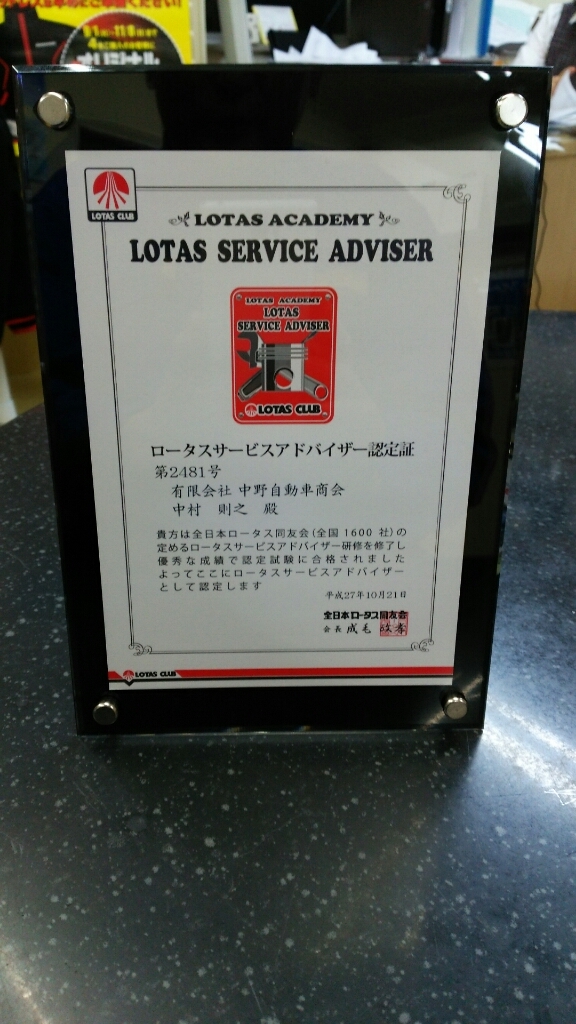 LOTAS CLUB
LOTAS ACADEMY
LOTAS SERVICE ADVISER
LOTAS ACADEMY
LOTAS
SERVICE ADVISER
LOTAS CLUB
ロータスサービスアドバイザー認定証
第2481号
有限会社 中野自動車商会
中村 則之 殿
貴方は全日本ロータス同友会(全国1600社)の
定めるロータスサービスアドバイザー研修を修了し
優秀な成績で認定試験に合格されました
よってここにロータスサービスアドバイザー
として認定します
平成27年10月21日
全日本ロータス同友会
会長 成毛 政孝
LOTAS CLUB